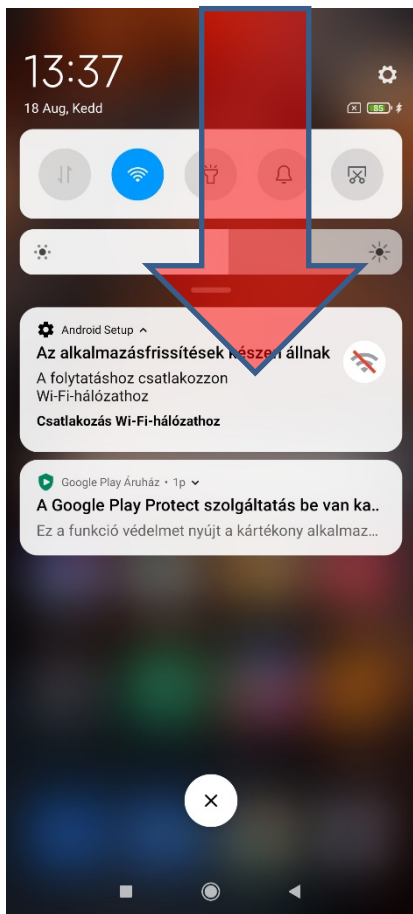 13:37
18 Aug, Kedd
85
Android Setup
Az alkalmazásfrissítések készen állnak
A folytatáshoz csatlakozzon
Wi-Fi-hálózathoz
Csatlakozás Wi-Fi-hálózathoz
Google Play Áruház • 1p
A Google Play Protect szolgáltatás be van ka..
Ez a funkció védelmet nyújt a kártékony alkalmaz...